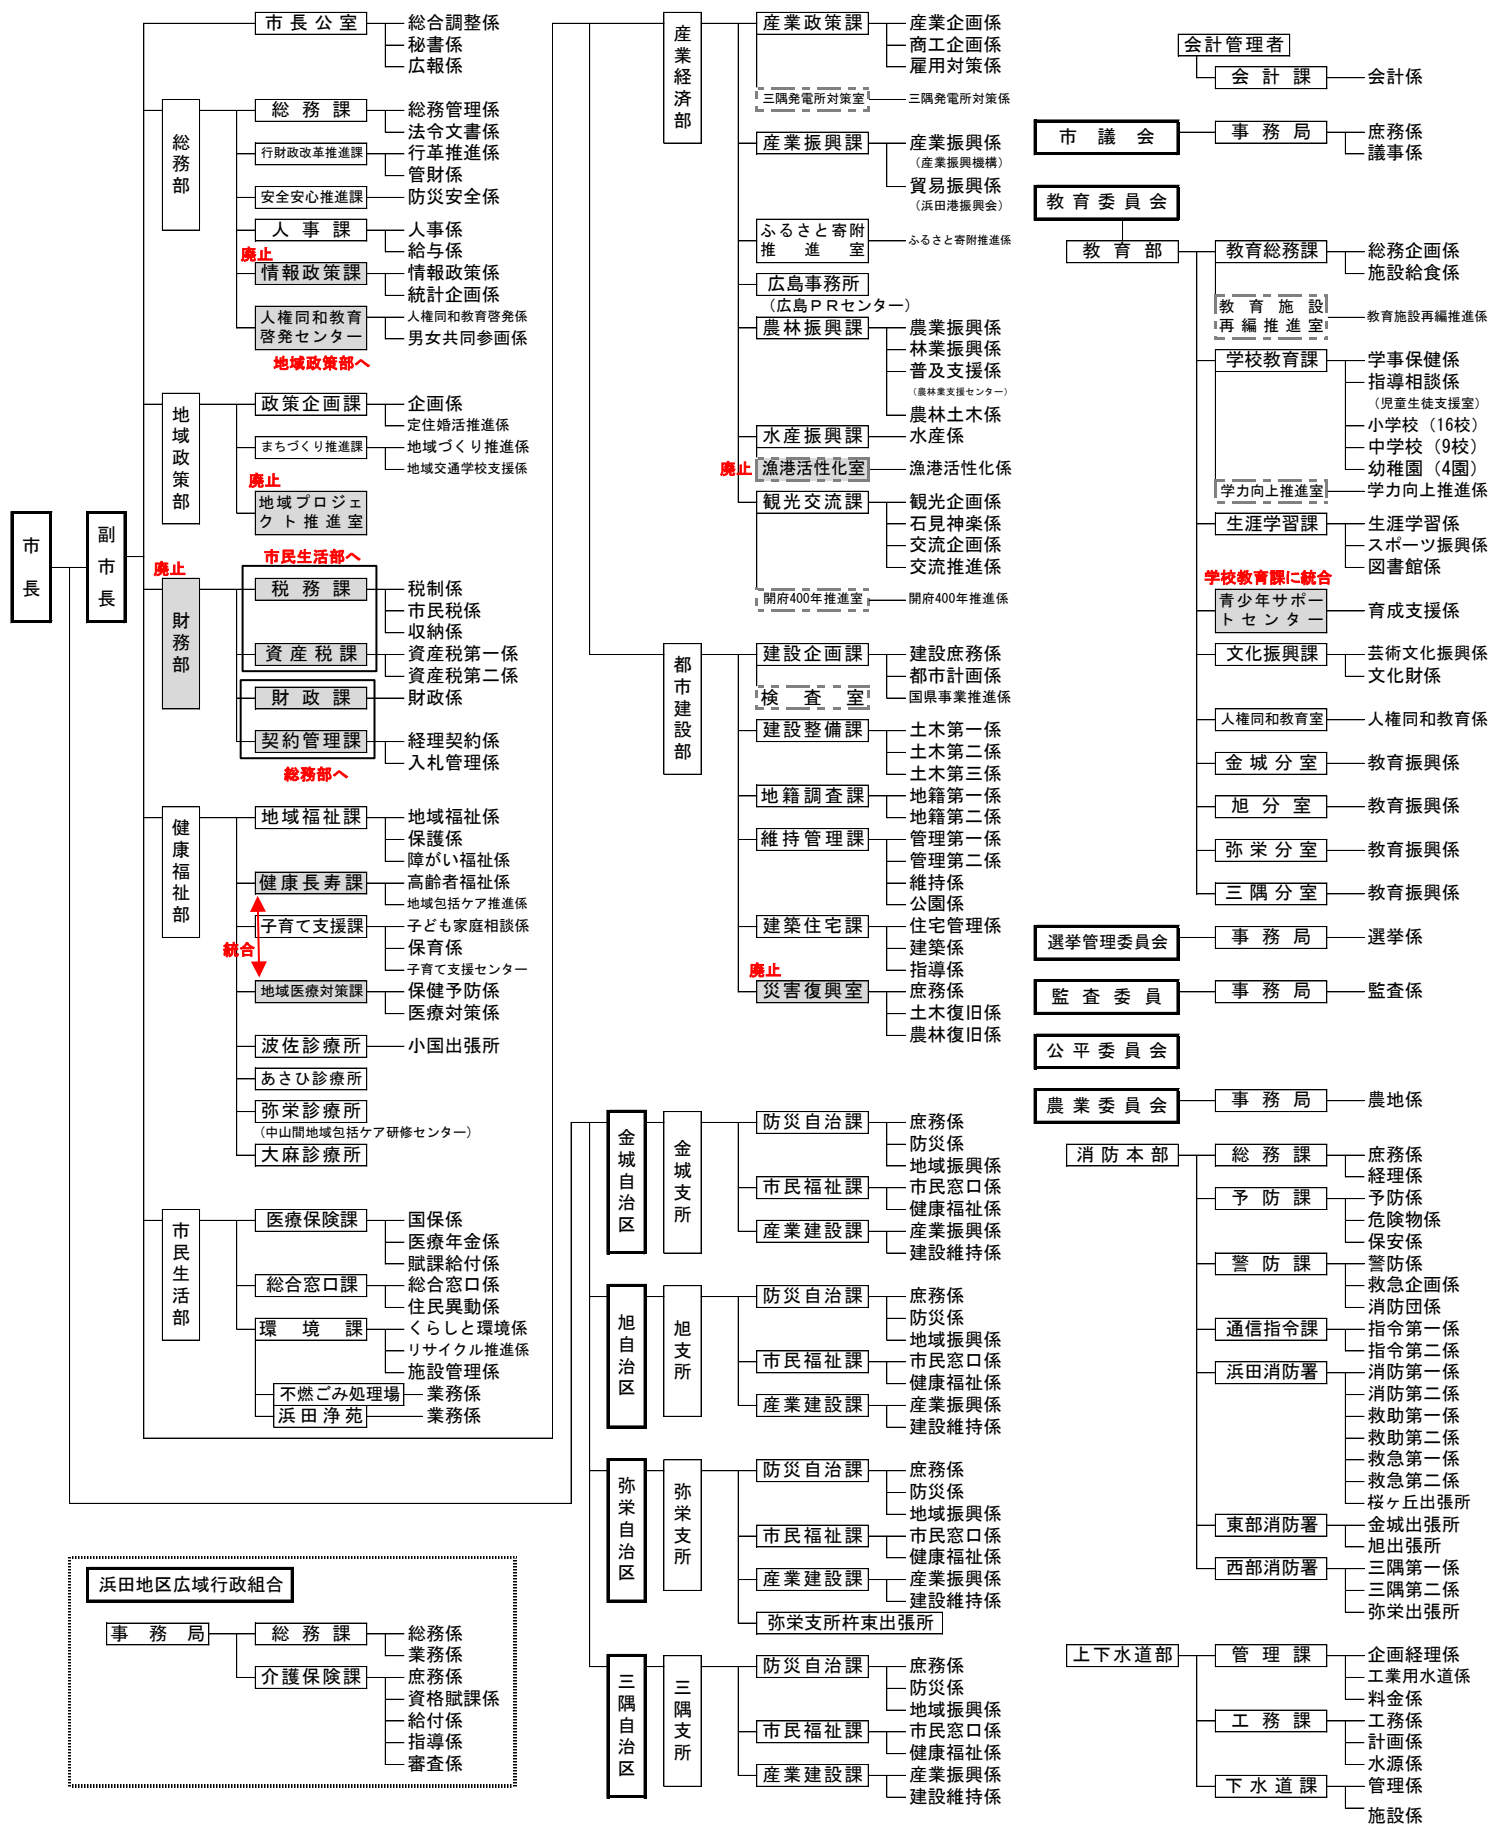 市長
副市長
市長公室
総合調整係
秘書係
広報係
総務部
総務課
総務管理係
法令文書係
行財政改革推進課
行革推進係
管財係
安全安心推進課
防災安全係
人事課
人事係
給与係
廃止
情報政策課
情報政策係
統計企画係
人権同和教育
啓発センター
人権同和教育啓発係
男女共同参画係
地域政策部へ
地域政策部
政策企画課
企画係
定住婚活推進係
まちづくり推進課
地域づくり推進係
地域交通学校支援係
廃止
地域プロジェ
クト推進室
市民生活部へ
廃止
財務部
税務課
税制係
市民税係
収納係
資産税課
資産税第一係
資産税第二係
財政課
財政係
契約管理課
経理契約係
入札管理係
総務部へ
健康福祉部
地域福祉課
地域福祉係
保護係
障がい福祉係
健康長寿課
高齢者福祉係
地域包括ケア推進係
統合
子育て支援課
子ども家庭相談係
保育係
子育て支援センター
地域医療対策課
保健予防係
医療対策係
波佐診療所
小国出張所
あさひ診療所
弥栄診療所
(中山間地域包括ケア研修センター)
大麻診療所
市民生活部
医療保険課
国保係
医療年金係
賦課給付係
総合窓口課
総合窓口係
住民異動係
環境課
くらしと環境係
リサイクル推進係
施設管理係
不燃ごみ処理場
業務係
浜田浄苑
業務係
浜田地区広域行政組合
事務局
総務課
総務係
業務係
介護保険課
庶務係
資格賦課係
給付係
指導係
審査係
産業経済部
産業政策課
産業企画係
商工企画係
雇用対策係
三隅発電所対策室
三隅発電所対策係
産業振興課
産業振興係
(産業振興機構)
貿易振興係
(浜田港振興会)
ふるさと寄附
推進室
ふるさと寄附推進係
広島事務所
(広島PRセンター)
農林振興課
農業振興係
林業振興係
普及支援係
(農林業支援センター)
農林土木係
水産振興課
水産係
廃止
漁港活性化室
漁港活性化係
観光交流課
観光企画係
石見神楽係
交流企画係
交流推進係
開府400年推進室
開府400年推進係
都市建設部
建設企画課
建設庶務係
都市計画係
検査室
国県事業推進係
建設整備課
土木第一係
土木第二係
土木第三係
地籍調査課
地籍第一係
地籍第二係
維持管理課
管理第一係
管理第二係
維持係
公園係
建築住宅課
住宅管理係
建築係
指導係
廃止
災害復興室
庶務係
土木復旧係
農林復旧係
金城自治区
金城支所
防災自治課
庶務係
防災係
地域振興係
市民福祉課
市民窓口係
健康福祉係
産業建設課
産業振興係
建設維持係
旭自治区
旭支所
防災自治課
庶務係
防災係
地域振興係
市民福祉課
市民窓口係
健康福祉係
産業建設課
産業振興係
建設維持係
弥栄自治区
弥栄支所
防災自治課
庶務係
防災係
地域振興係
市民福祉課
市民窓口係
健康福祉係
産業建設課
産業振興係
建設維持係
弥栄支所杵束出張所
三隅自治区
三隅支所
防災自治課
庶務係
防災係
地域振興係
市民福祉課
市民窓口係
健康福祉係
産業建設課
産業振興係
建設維持係
会計管理者
会計課
会計係
市議会
事務局
庶務係
議事係
教育委員会
教育部
教育総務課
総務企画係
施設給食係
教育施設
再編推進室
教育施設再編推進係
学校教育課
学事保健係
指導相談係
(児童生徒支援室)
小学校(16校)
中学校(9校)
幼稚園(4園)
学力向上推進室
学力向上推進係
生涯学習課
生涯学習係
スポーツ振興係
図書館係
学校教育課に統合
青少年サポー
トセンター
育成支援係
文化振興課
芸術文化振興係
文化財係
人権同和教育室
人権同和教育係
金城分室
教育振興係
旭分室
教育振興係
弥栄分室
教育振興係
三隅分室
教育振興係
選挙管理委員会
事務局
選挙係
監査委員
事務局
監査係
公平委員会
農業委員会
事務局
農地係
消防本部
総務課
庶務係
経理係
予防課
予防係
危険物係
保安係
警防課
警防係
救急企画係
消防団係
通信指令課
指令第一係
指令第二係
浜田消防署
消防第一係
消防第二係
救助第一係
救助第二係
救急第一係
救急第二係
桜ヶ丘出張所
東部消防署
金城出張所
旭出張所
西部消防署
三隅第一係
三隅第二係
弥栄出張所
上下水道部
管理課
企画経理係
工業用水道係
料金係
工務課
工務係
計画係
水源係
下水道課
管理係
施設係